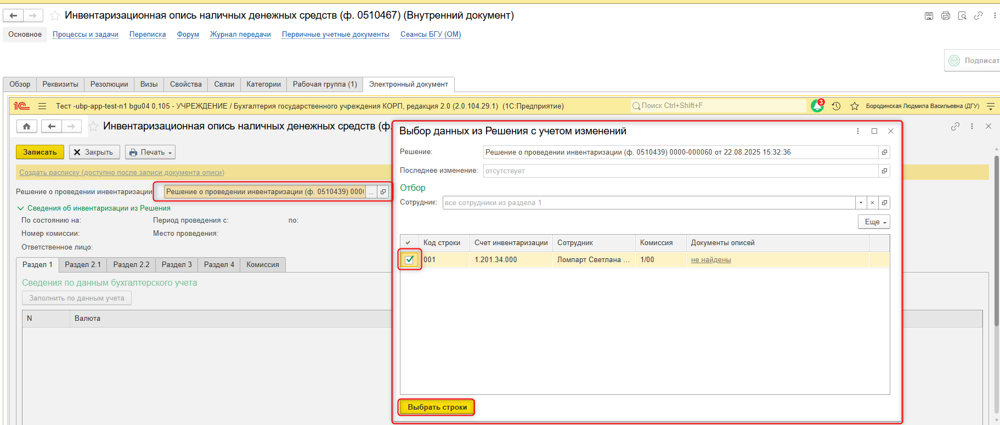 Инвентаризационная опись наличных денежных средств (ф. 0510467) (Внутренний документ)
Основное Процессы и задачи Переписка Форум Журнал передачи Первичные учетные документы Сеансы БГУ (ОМ)
Подписат
Обзор Реквизиты Резолюции Визы Свойства Связи Категории Рабочая группа (1) Электронный документ
1С Тест -ubp-app-test-n1 bgu04 0,105 - УЧРЕЖДЕНИЕ / Бухгалтерия государственного учреждения КОРП, редакция 2.0 (2.0.104.29.1) (1С:Предприятие) Поиск Ctrl+Shift+F 3 Бородинская Людмила Васильевна (ДГУ)
Инвентаризационная опись наличных денежных средств (ф.
Записать Закрыть Печать
Создать расписку (доступно после записи документа описи)
Решение о проведении инвентаризации: Решение о проведении инвентаризации (ф. 0510439) 000 ...
Сведения об инвентаризации из Решения
По состоянию на: Период проведения с: по:
Номер комиссии: Место проведения:
Ответственное лицо:
Раздел 1 Раздел 2.1 Раздел 2.2 Раздел 3 Раздел 4 Комиссия
Сведения по данным бухгалтерского учета
Заполнить по данным учета
N Валюта
Выбор данных из Решения с учетом изменений
Решение: Решение о проведении инвентаризации (ф. 0510439) 0000-000060 от 22.08.2025 15:32:36
Последнее изменение: отсутствует
Отбор
Сотрудник: все сотрудники из раздела 1
Еще
Код строки Счет инвентаризации Сотрудник Комиссия Документы описей
001 1.201.34.000 Ломпарт Светлана ... 1/00 не найдены
Выбрать строки